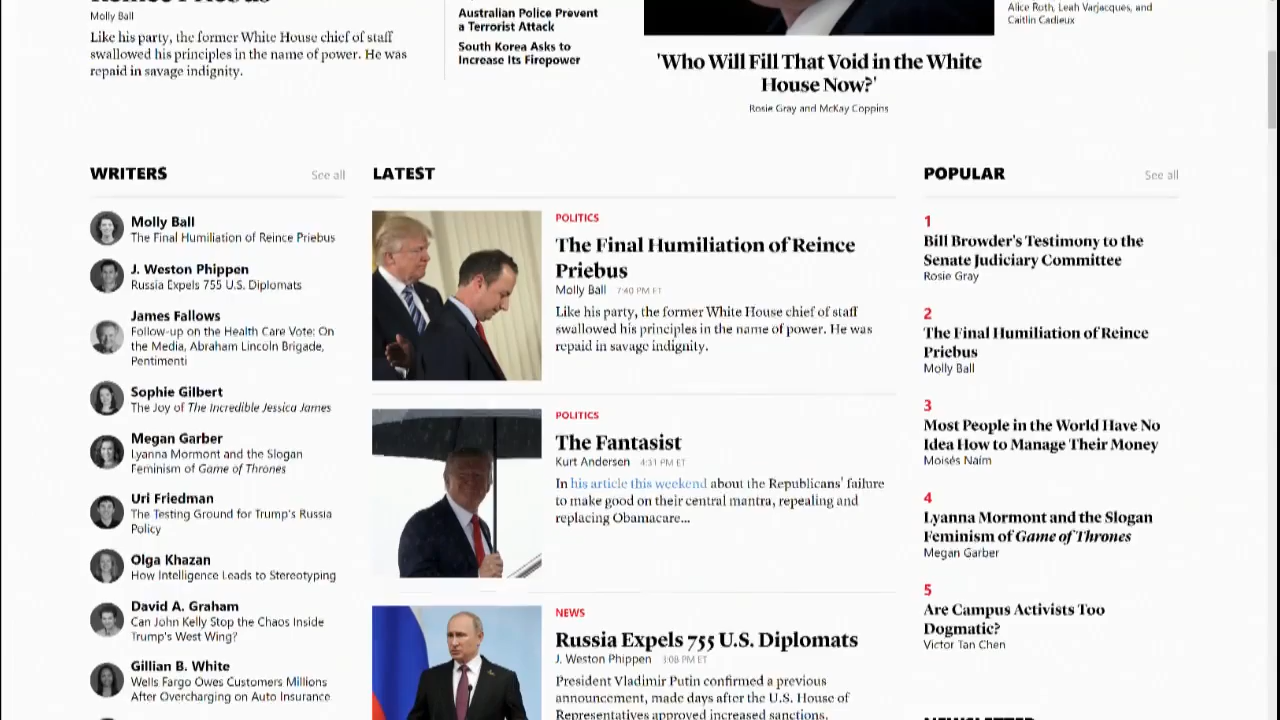 Reince Priebus
Molly Ball
Like his party, the former White House chief of staff
swallowed his principles in the name of power. He was
repaid in savage indignity.
Australian Police Prevent
a Terrorist Attack
South Korea Asks to
Increase Its Firepower
'Who Will Fill That Void in the White
House Now?'
Rosie Gray and McKay Coppins
Alice Roth, Leah Varjacques, and
Caitlin Cadieux
WRITERS
See all
Molly Ball
The Final Humiliation of Reince Priebus
J. Weston Phippen
Russia Expels 755 U.S. Diplomats
James Fallows
Follow-up on the Health Care Vote: On
the Media, Abraham Lincoln Brigade,
Pentimenti
Sophie Gilbert
The Joy of The Incredible Jessica James
Megan Garber
Lyanna Mormont and the Slogan
Feminism of Game of Thrones
Uri Friedman
The Testing Ground for Trump's Russia
Policy
Olga Khazan
How Intelligence Leads to Stereotyping
David A. Graham
Can John Kelly Stop the Chaos Inside
Trump's West Wing?
Gillian B. White
Wells Fargo Owes Customers Millions
After Overcharging on Auto Insurance
LATEST
POLITICS
The Final Humiliation of Reince
Priebus
Molly Ball 7:40 PM ET
Like his party, the former White House chief of staff
swallowed his principles in the name of power. He was
repaid in savage indignity.
POLITICS
The Fantasist
Kurt Andersen 4:31 PM ET
In his article this weekend about the Republicans' failure
to make good on their central mantra, repealing and
replacing Obamacare...
NEWS
Russia Expels 755 U.S. Diplomats
J. Weston Phippen 3:08 PM ET
President Vladimir Putin confirmed a previous
announcement, made days after the U.S. House of
Representatives approved increased sanctions.
POPULAR
See all
1
Bill Browder's Testimony to the
Senate Judiciary Committee
Rosie Gray
2
The Final Humiliation of Reince
Priebus
Molly Ball
3
Most People in the World Have No
Idea How to Manage Their Money
Moisés Naím
4
Lyanna Mormont and the Slogan
Feminism of Game of Thrones
Megan Garber
5
Are Campus Activists Too
Dogmatic?
Victor Tan Chen
NEWSLETTER